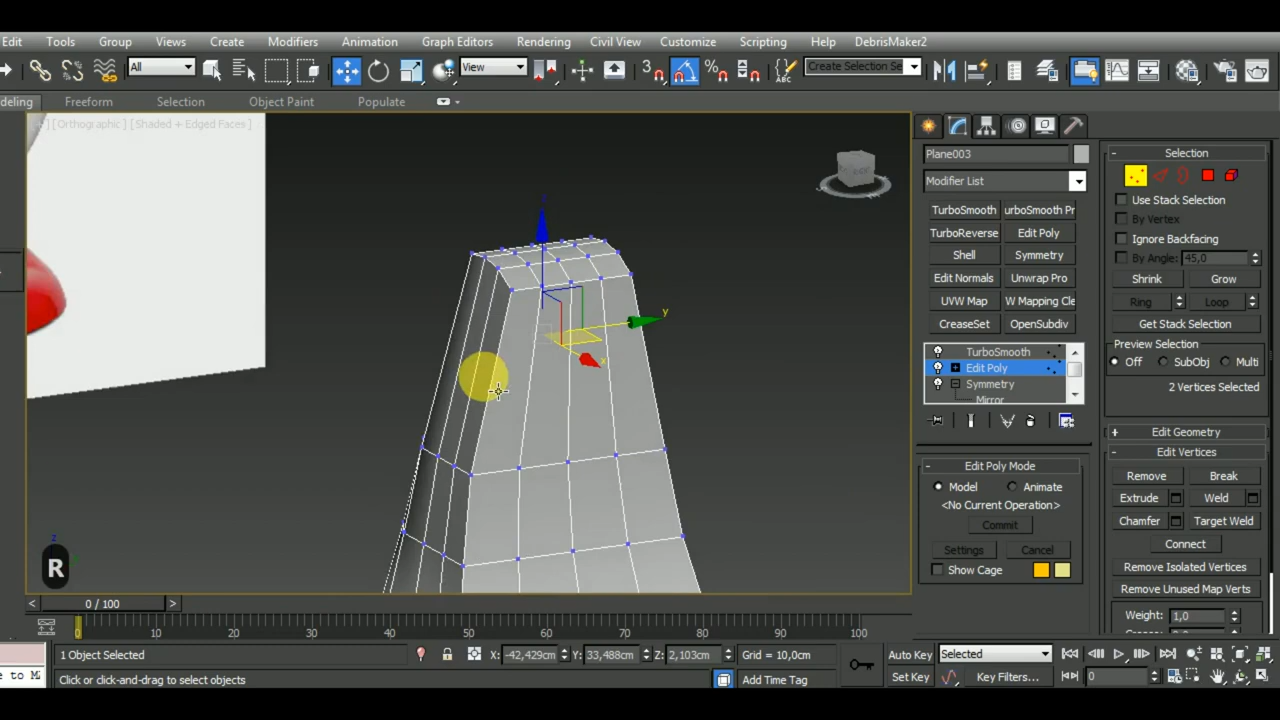 Edit Tools Group Views Create Modifiers Animation Graph Editors Rendering Civil View Customize Scripting Help DebrisMaker2
All View 3 % ABC Create Selection Se
deling Freeform Selection Object Paint Populate
] [Orthographic ] [Shaded + Edged Faces ]
Plane003
Modifier List
TurboSmooth urboSmooth Pr
TurboReverse Edit Poly
Shell Symmetry
Edit Normals Unwrap Pro
UVW Map W Mapping Cle
CreaseSet OpenSubdiv
TurboSmooth
Edit Poly
Symmetry
Mirror
- Edit Poly Mode
Model Animate
<No Current Operation>
Commit
Settings Cancel
Show Cage
- Selection
Use Stack Selection
By Vertex
Ignore Backfacing
By Angle: 45,0
Shrink Grow
Ring Loop
Get Stack Selection
Preview Selection
Off SubObj Multi
2 Vertices Selected
+ Edit Geometry
- Edit Vertices
Remove Break
Extrude Weld
Chamfer Target Weld
Connect
Remove Isolated Vertices
Remove Unused Map Verts
Weight: 1,0
z
y
x
z
R
< 0 / 100 >
0 10 20 30 40 50 60 70 80 90 100
1 Object Selected X: -42,429cm Y: 33,488cm Z: 2,103cm Grid = 10,0cm Auto Key Selected
e to M Click or click-and-drag to select objects Add Time Tag Set Key Key Filters... 0